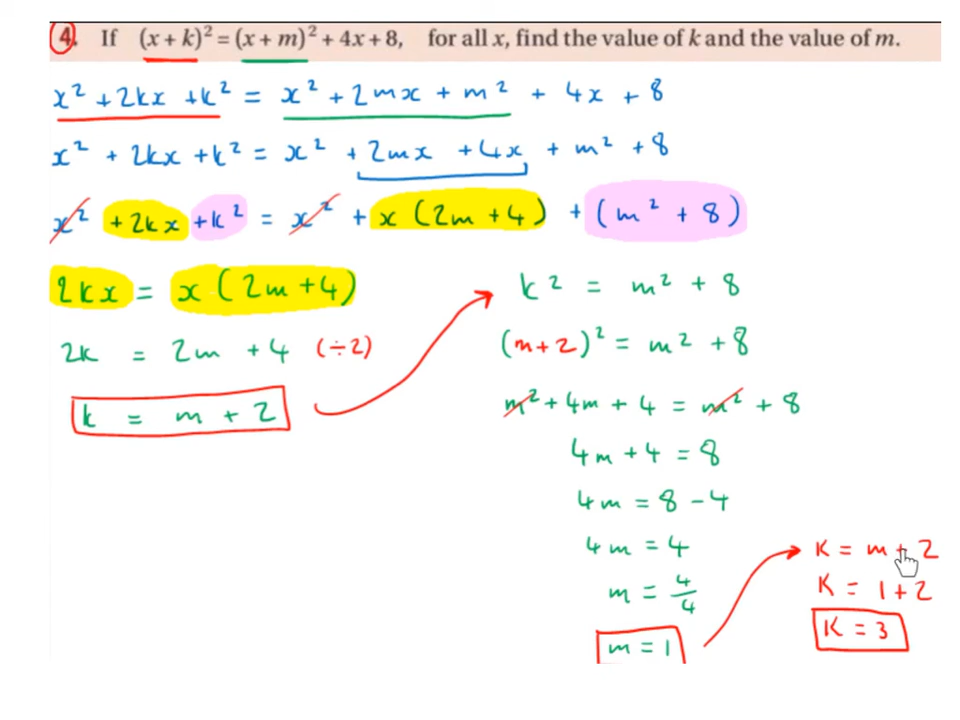 4. If (x + k)² = (x + m)² + 4x + 8, for all x, find the value of k and the value of m.
x² + 2kx + k² = x² + 2mx + m² + 4x + 8
x² + 2kx + k² = x² + 2mx + 4x + m² + 8
x² + 2kx + k² = x² + x(2m + 4) + (m² + 8)
2kx = x(2m + 4)
2k = 2m + 4 (÷2)
k = m + 2
k² = m² + 8
(m + 2)² = m² + 8
m² + 4m + 4 = m² + 8
4m + 4 = 8
4m = 8 - 4
4m = 4
m = 4/4
m = 1
K = m + 2
K = 1 + 2
K = 3